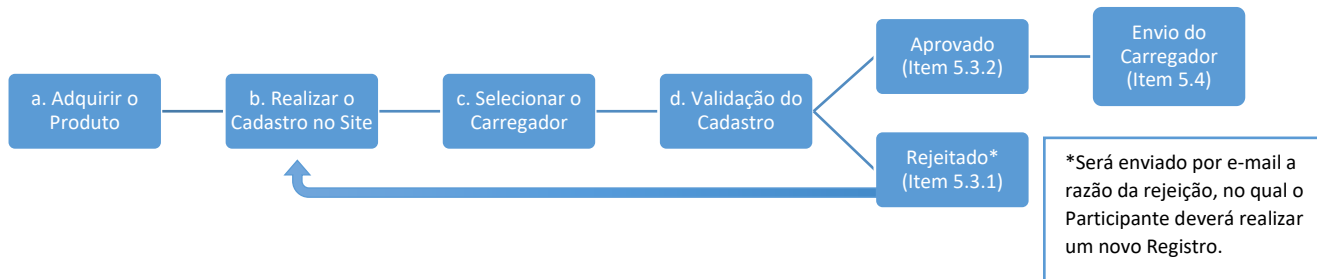 a. Adquirir o
Produto
b. Realizar o
Cadastro no Site
c. Selecionar o
Carregador
d. Validação do
Cadastro
Aprovado
(Item 5.3.2)
Envio do
Carregador
(Item 5.4)
Rejeitado*
(Item 5.3.1)
*Será enviado por e-mail a
razão da rejeição, no qual o
Participante deverá realizar
um novo Registro.